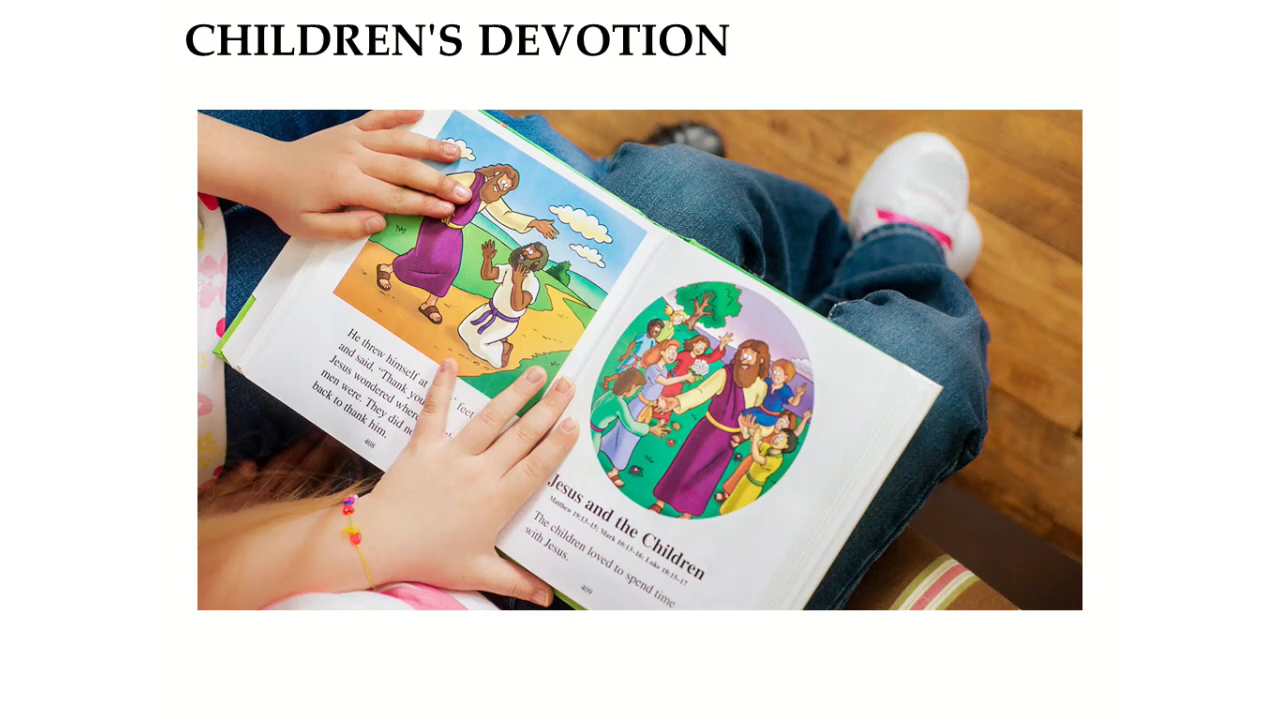 CHILDREN'S DEVOTION
He threw himself at
and said, "Thank you
feet
Jesus wondered where
men were. They did
back to thank him.
408
Jesus and the Children
Matthew 19:13–15; Mark 10:13–16; Luke 18:15–17
The children loved to spend time
with Jesus.
409